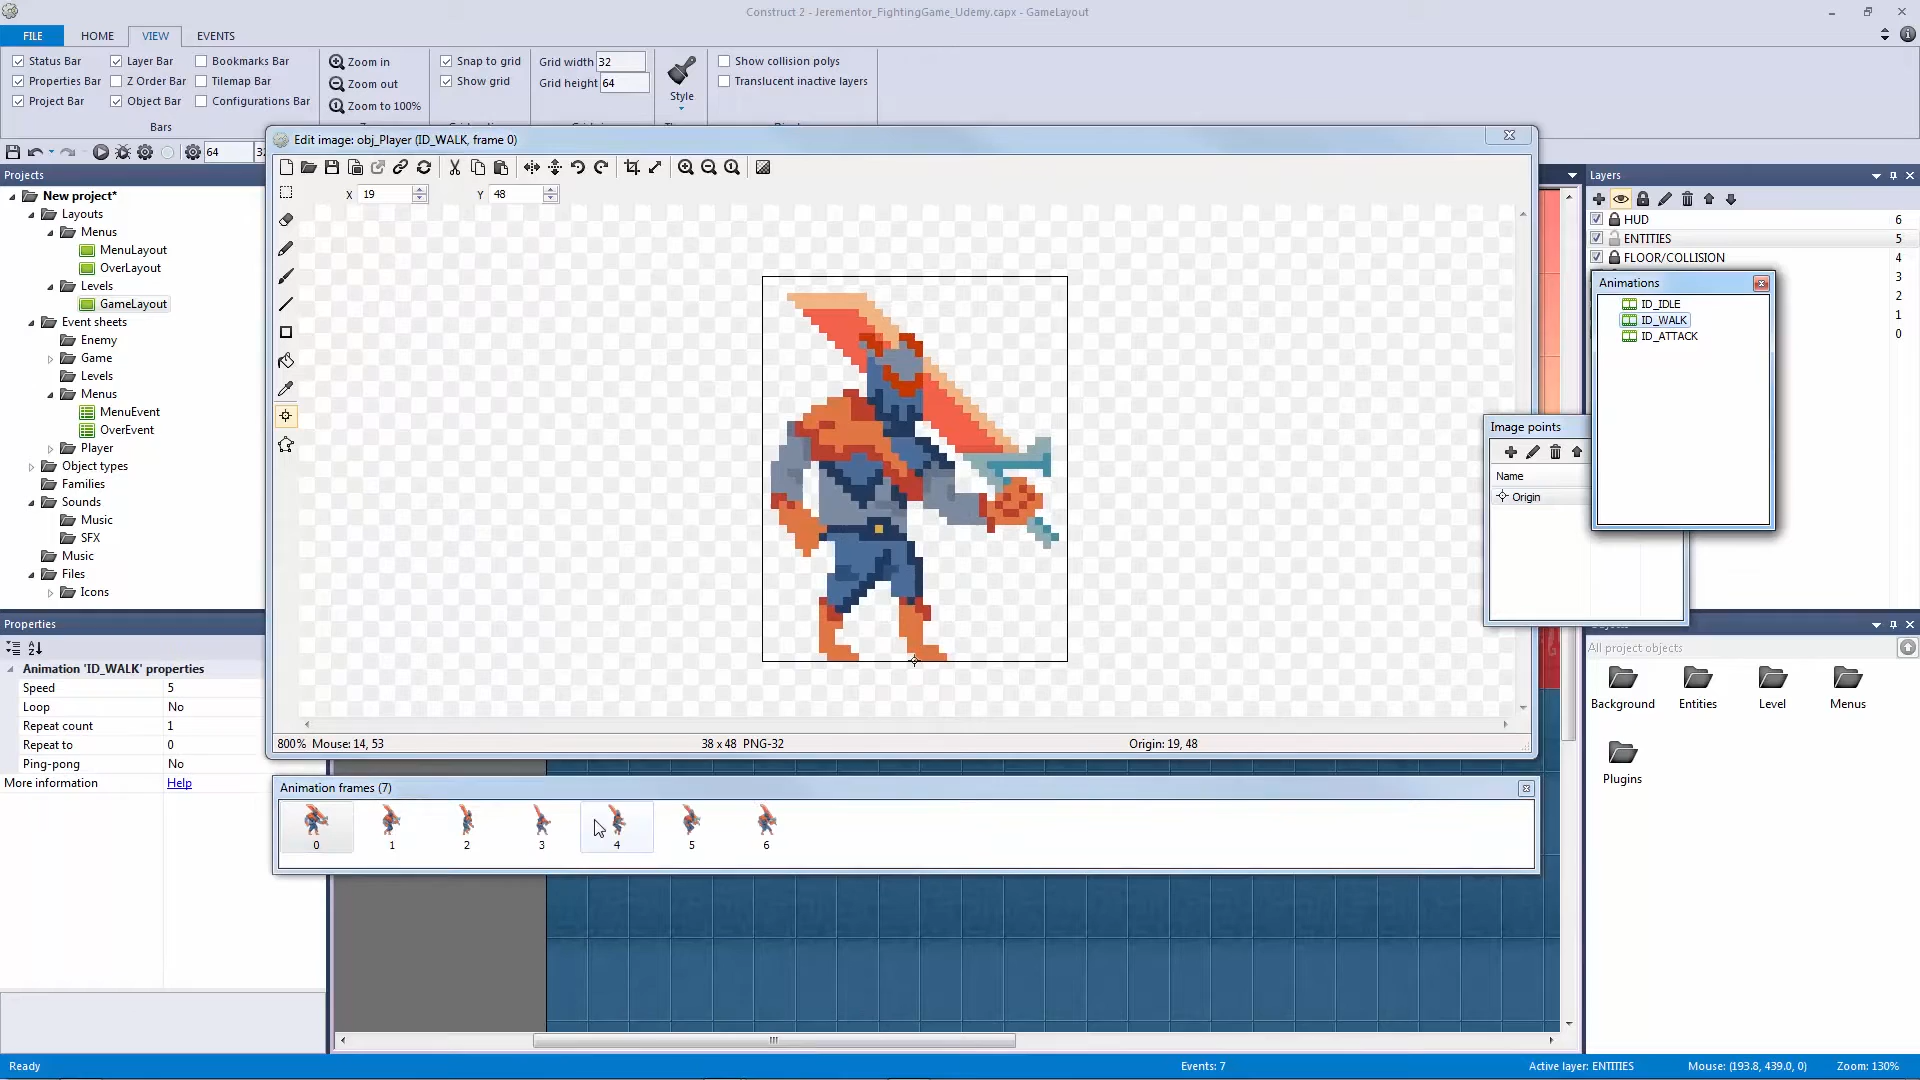 Construct 2 - Jerementor_FightingGame_Udemy.capx - GameLayout
FILE HOME VIEW EVENTS
Status Bar Layer Bar Bookmarks Bar Zoom in Snap to grid Grid width 32 Show collision polys
Properties Bar Z Order Bar Tilemap Bar Zoom out Show grid Grid height 64 Style Translucent inactive layers
Project Bar Object Bar Configurations Bar Zoom to 100%
Bars
64
Edit image: obj_Player (ID_WALK, frame 0)
X 19 Y 48
Projects
New project*
Layouts
Menus
MenuLayout
OverLayout
Levels
GameLayout
Event sheets
Enemy
Game
Levels
Menus
MenuEvent
OverEvent
Player
Object types
Families
Sounds
Music
SFX
Music
Files
Icons
Properties
Animation 'ID_WALK' properties
Speed 5
Loop No
Repeat count 1
Repeat to 0
Ping-pong No
More information Help
800% Mouse: 14, 53 38 x 48 PNG-32 Origin: 19, 48
Animation frames (7)
0 1 2 3 4 5 6
Layers
HUD 6
ENTITIES 5
FLOOR/COLLISION 4
3
2
1
0
Animations
ID_IDLE
ID_WALK
ID_ATTACK
Image points
Name
Origin
All project objects
Background Entities Level Menus
Plugins
Ready Events: 7 Active layer: ENTITIES Mouse: (193.8, 439.0, 0) Zoom: 130%